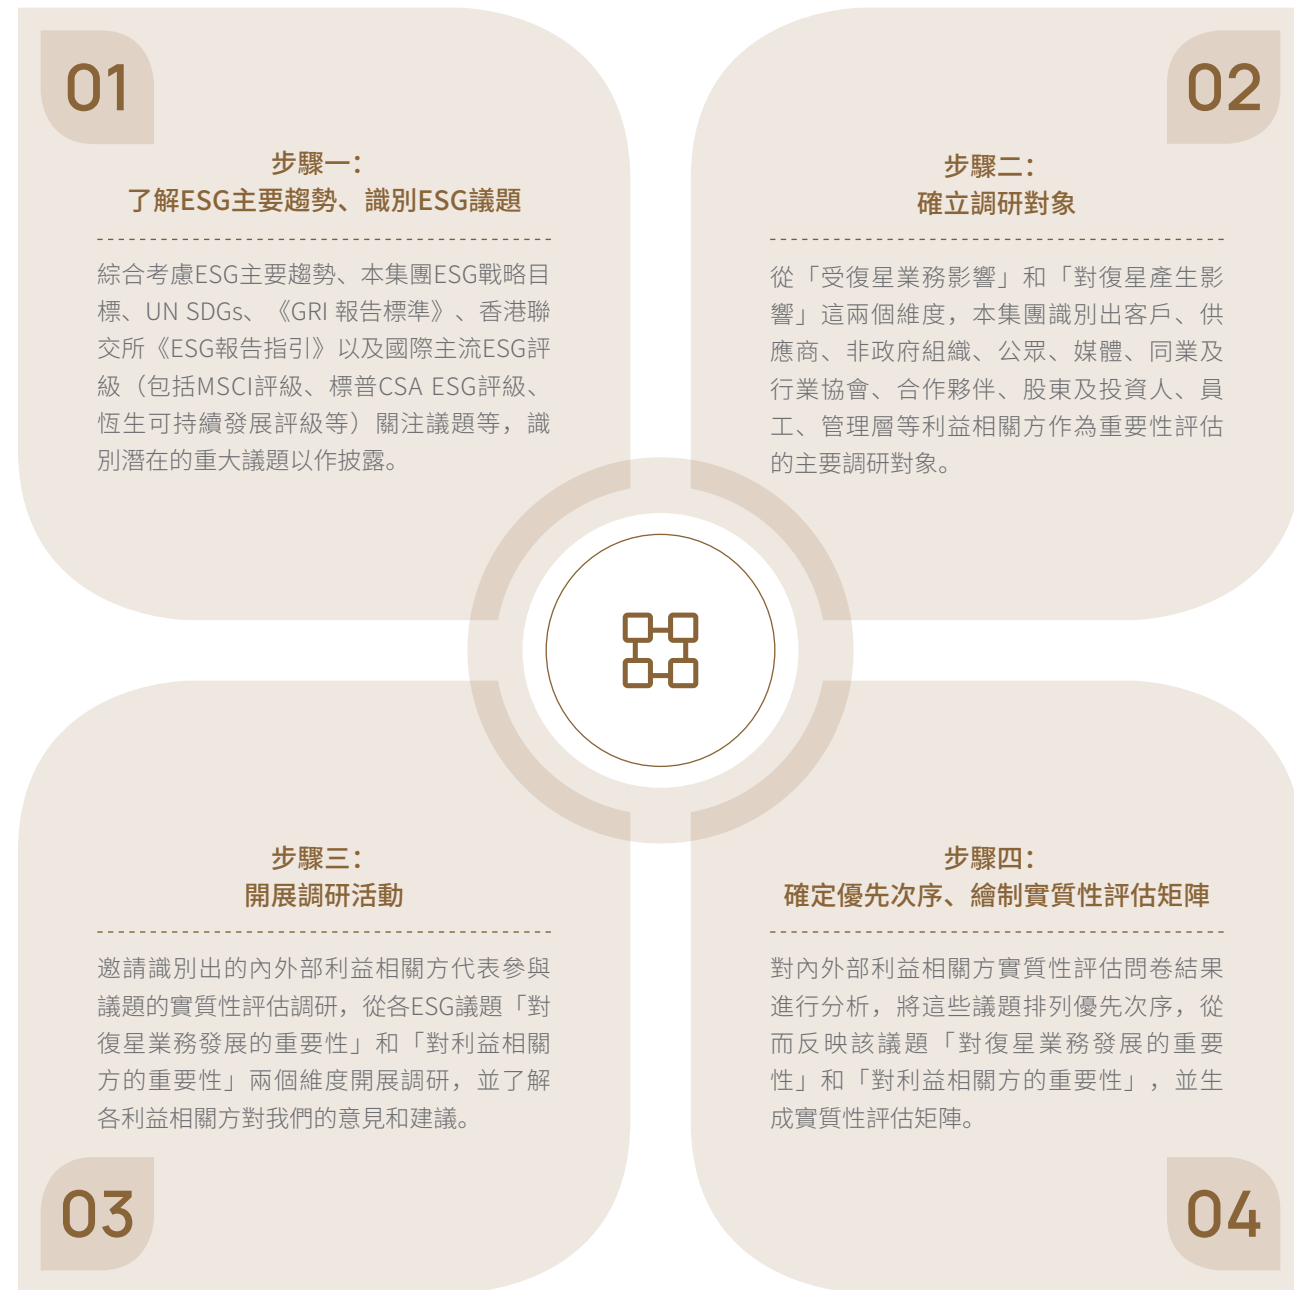 01
步驟一：
了解ESG主要趨勢、識別ESG議題
綜合考慮ESG主要趨勢、本集團ESG戰略目
標、UN SDGs、《GRI 報告標準》、香港聯
交所《ESG報告指引》以及國際主流ESG評
級（包括MSCI評級、標普CSA ESG評級、
恆生可持續發展評級等）關注議題等，識
別潛在的重大議題以作披露。
02
步驟二：
確立調研對象
從「受復星業務影響」和「對復星產生影
響」這兩個維度，本集團識別出客戶、供
應商、非政府組織、公眾、媒體、同業及
行業協會、合作夥伴、股東及投資人、員
工、管理層等利益相關方作為重要性評估
的主要調研對象。
步驟三：
開展調研活動
邀請識別出的內外部利益相關方代表參與
議題的實質性評估調研，從各ESG議題「對
復星業務發展的重要性」和「對利益相關
方的重要性」兩個維度開展調研，並了解
各利益相關方對我們的意見和建議。
03
步驟四：
確定優先次序、繪制實質性評估矩陣
對內外部利益相關方實質性評估問卷結果
進行分析，將這些議題排列優先次序，從
而反映該議題「對復星業務發展的重要
性」和「對利益相關方的重要性」，並生
成實質性評估矩陣。
04